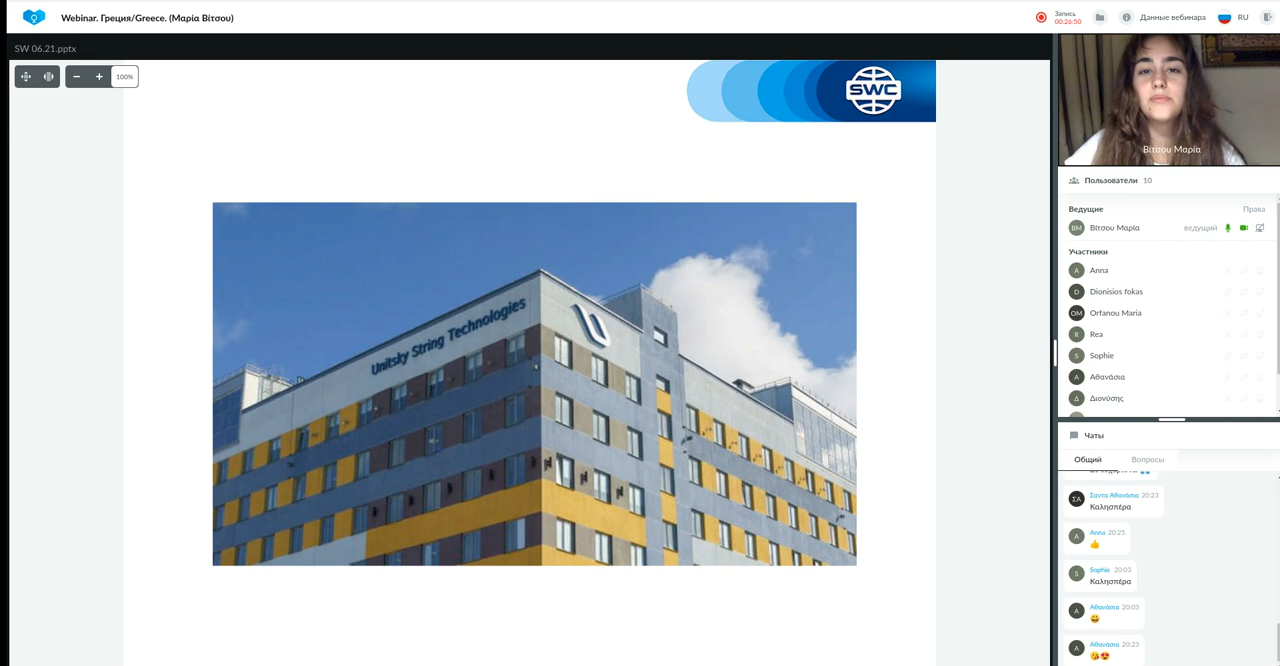 Webinar. Греция/Greece. (Μαρία Βίτσου)
Запись
00:26:50
Данные вебинара
RU
SW 06.21.pptx
100%
SWC
Unitsky String Technologies
Βίτσου Μαρία
Пользователи 10
Ведущие Права
ΒΜ Βίτσου Μαρία ведущий
Участники
A Anna
D Dionisios fokas
OM Orfanou Maria
R Rea
S Sophie
Α Αθανάσια
Δ Διονύσης
Чаты
Общий Вопросы
ΣΑ Σαντα Αθανάσια 20:23
Καλησπέρα
A Anna 20:25
👍
S Sophie 20:03
Καλησπέρα
Α Αθανάσια 20:03
😀
Α Αθανάσια 20:23
😘😍